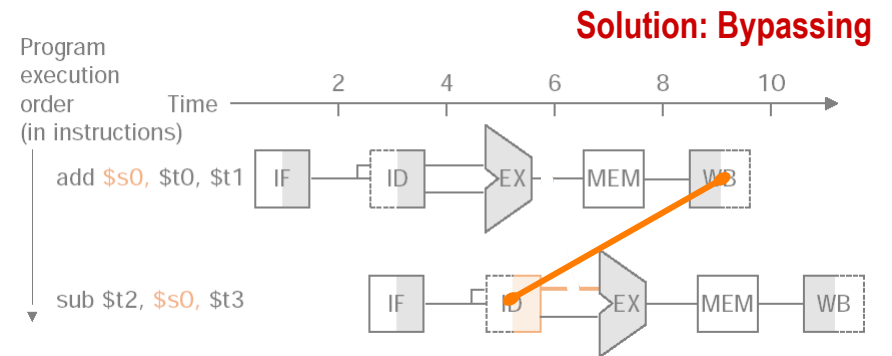 Solution: Bypassing
Program
execution
order
(in instructions)
Time
2 4 6 8 10
add $s0, $t0, $t1
IF ID EX MEM WB
sub $t2, $s0, $t3
IF ID EX MEM WB